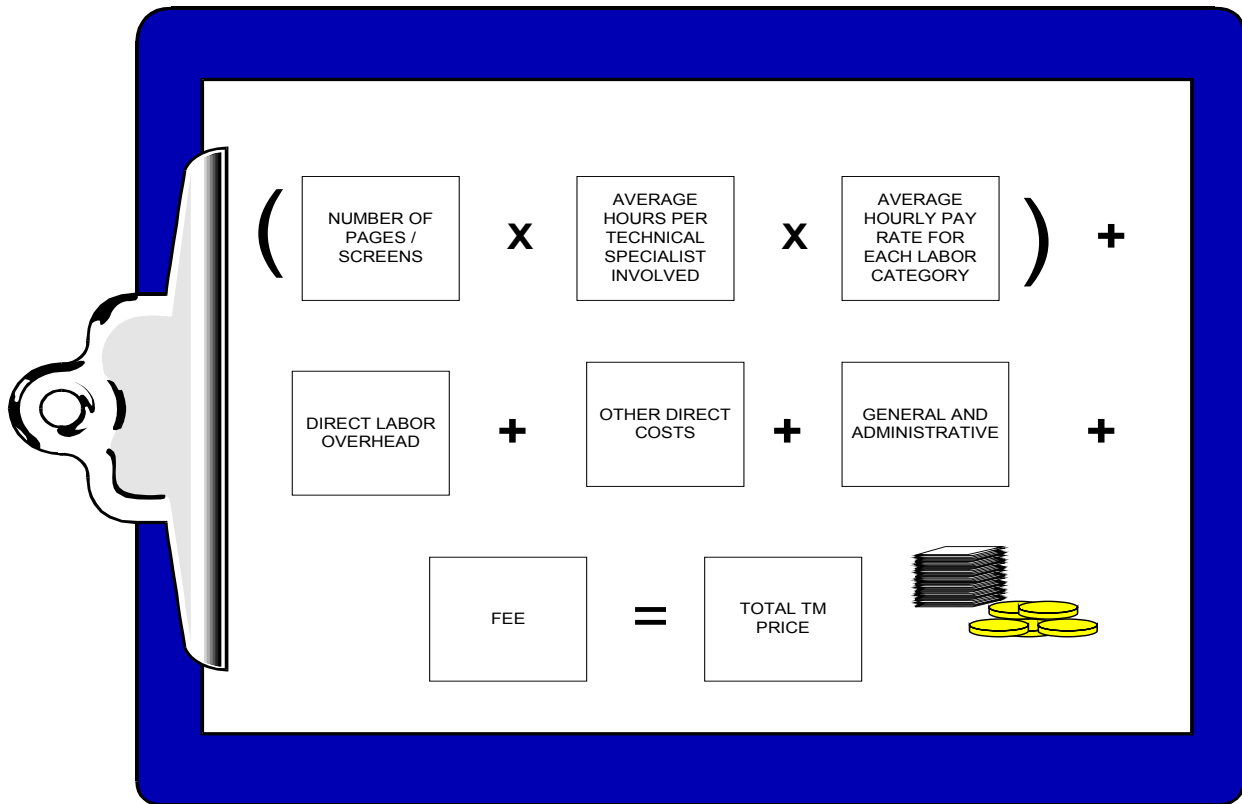 (
NUMBER OF
PAGES /
SCREENS
X
AVERAGE
HOURS PER
TECHNICAL
SPECIALIST
INVOLVED
X
AVERAGE
HOURLY PAY
RATE FOR
EACH LABOR
CATEGORY
)
+
DIRECT LABOR
OVERHEAD
+
OTHER DIRECT
COSTS
+
GENERAL AND
ADMINISTRATIVE
+
FEE
=
TOTAL TM
PRICE